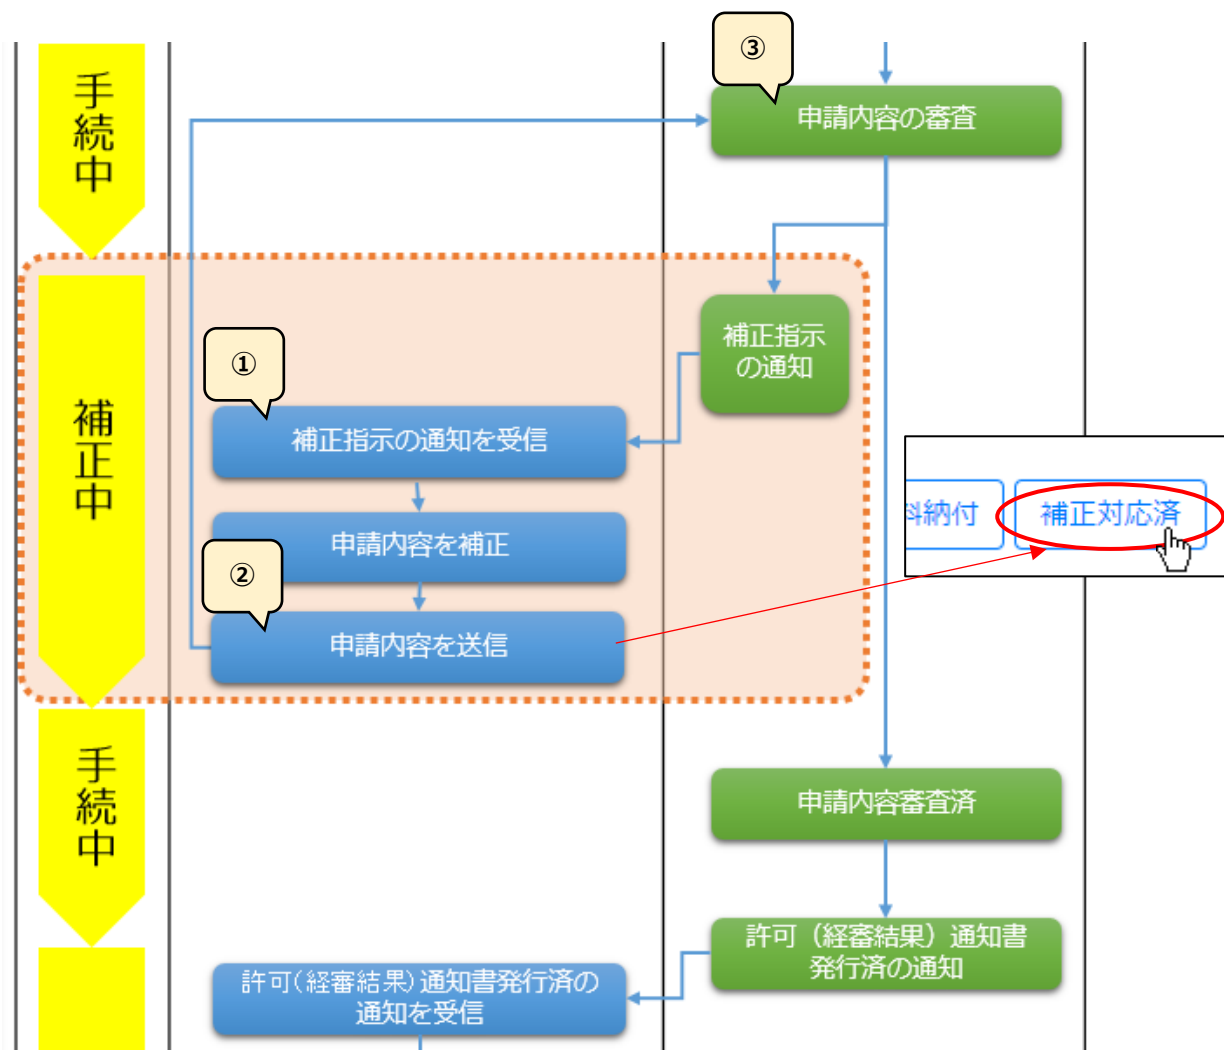 手続中
③
申請内容の審査
補正指示
の通知
補正中
①
補正指示の通知を受信
申請内容を補正
②
申請内容を送信
料納付
補正対応済
手続中
申請内容審査済
許可（経審結果）通知書
発行済の通知
許可(経審結果)通知書発行済の
通知を受信